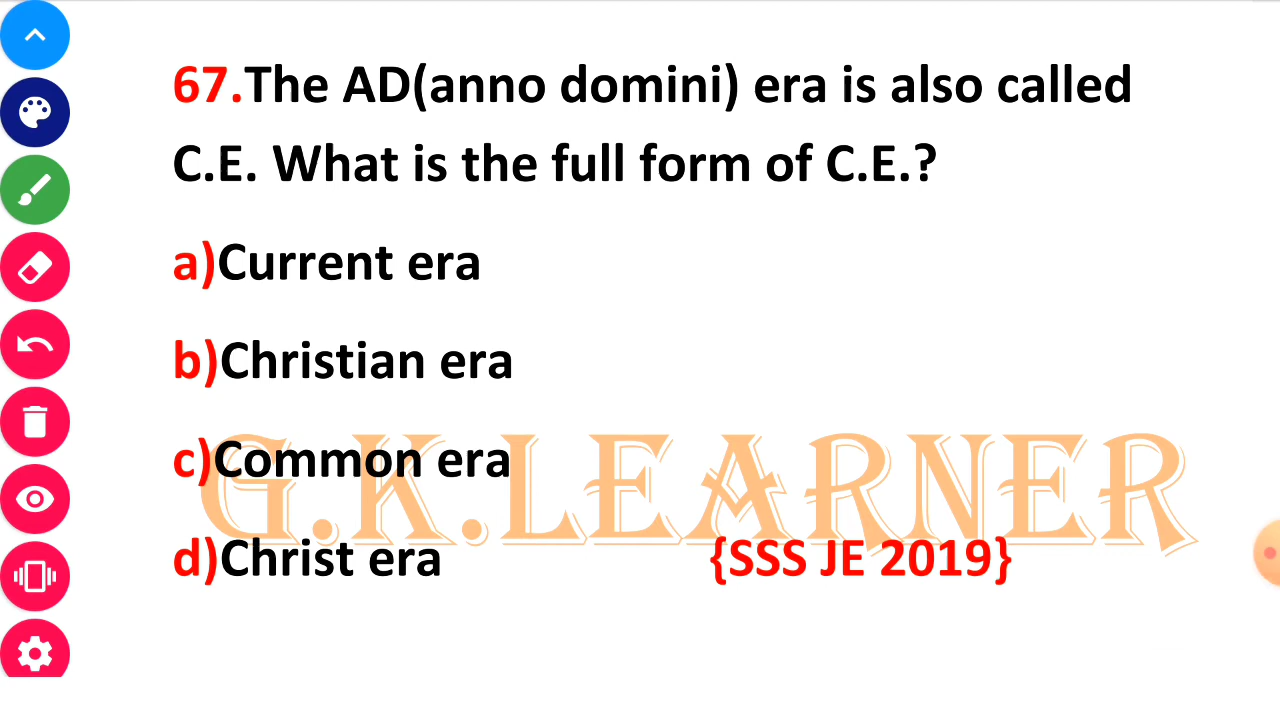 67.The AD(anno domini) era is also called
C.E. What is the full form of C.E.?
a)Current era
b)Christian era
c)Common era
G.K.LEARNER
d)Christ era {SSS JE 2019}